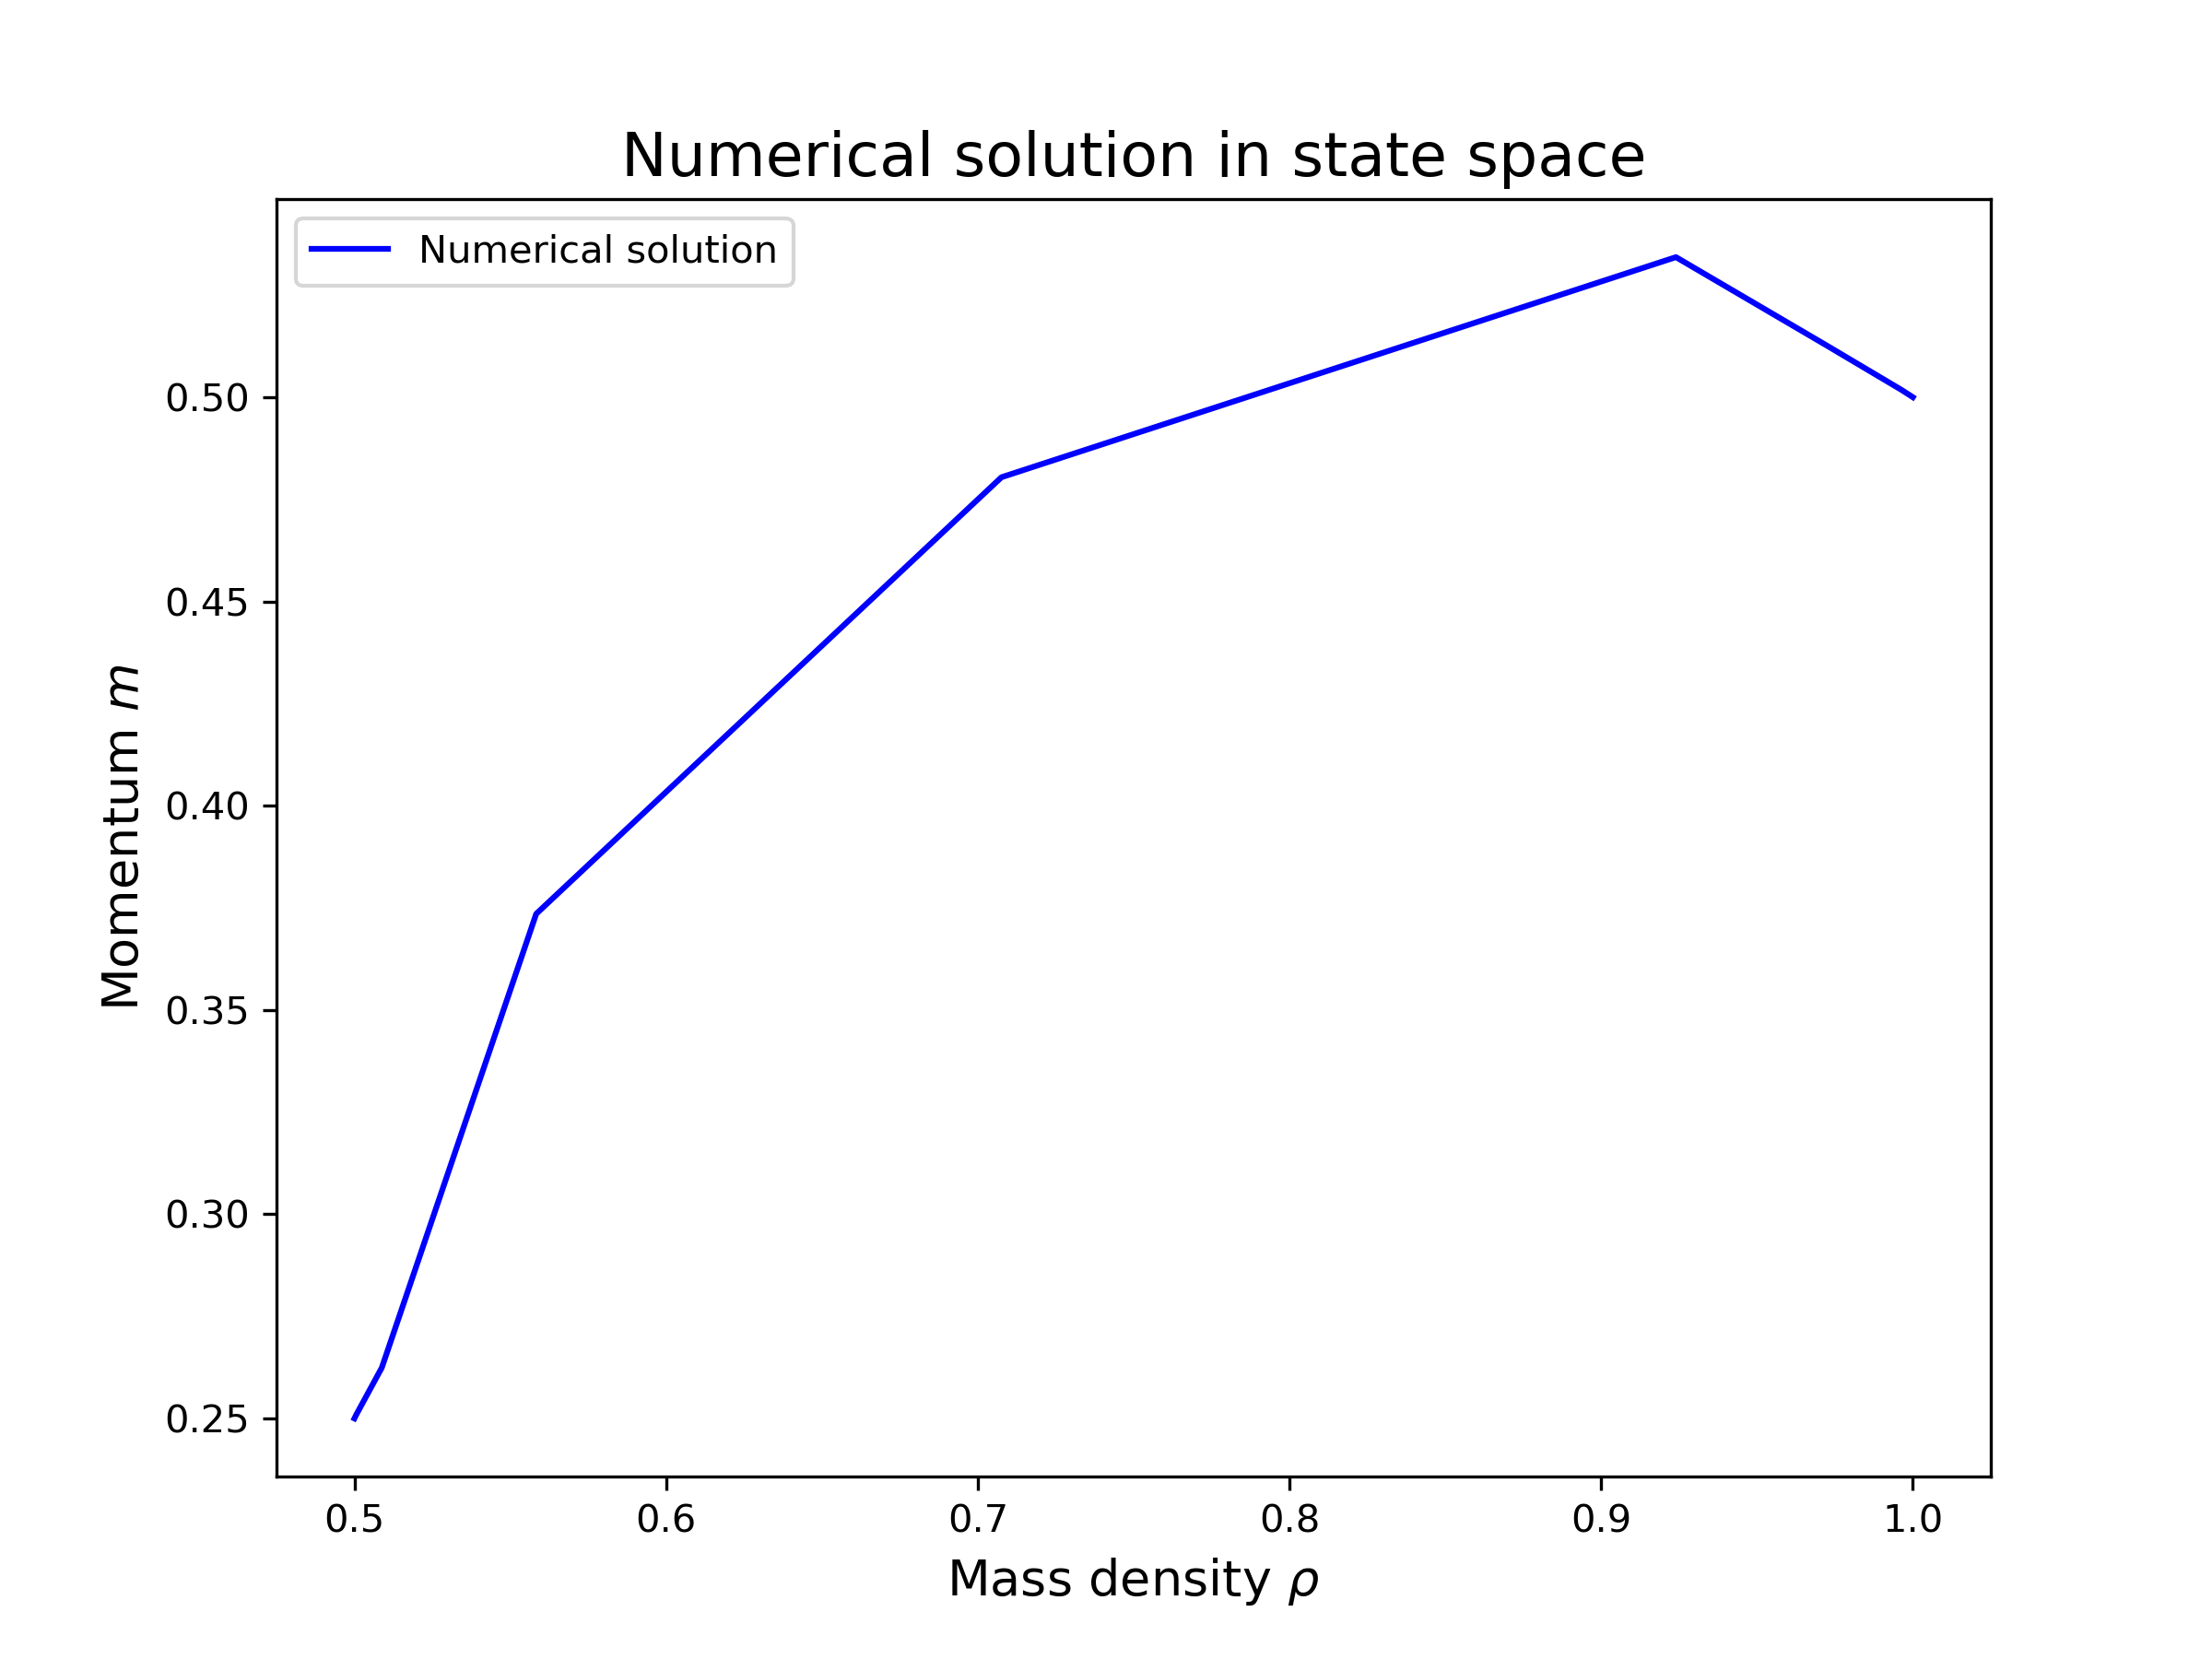 Numerical solution in state space
Numerical solution
0.50
0.45
0.40
0.35
0.30
0.25
Momentum m
0.5 0.6 0.7 0.8 0.9 1.0
Mass density ρ